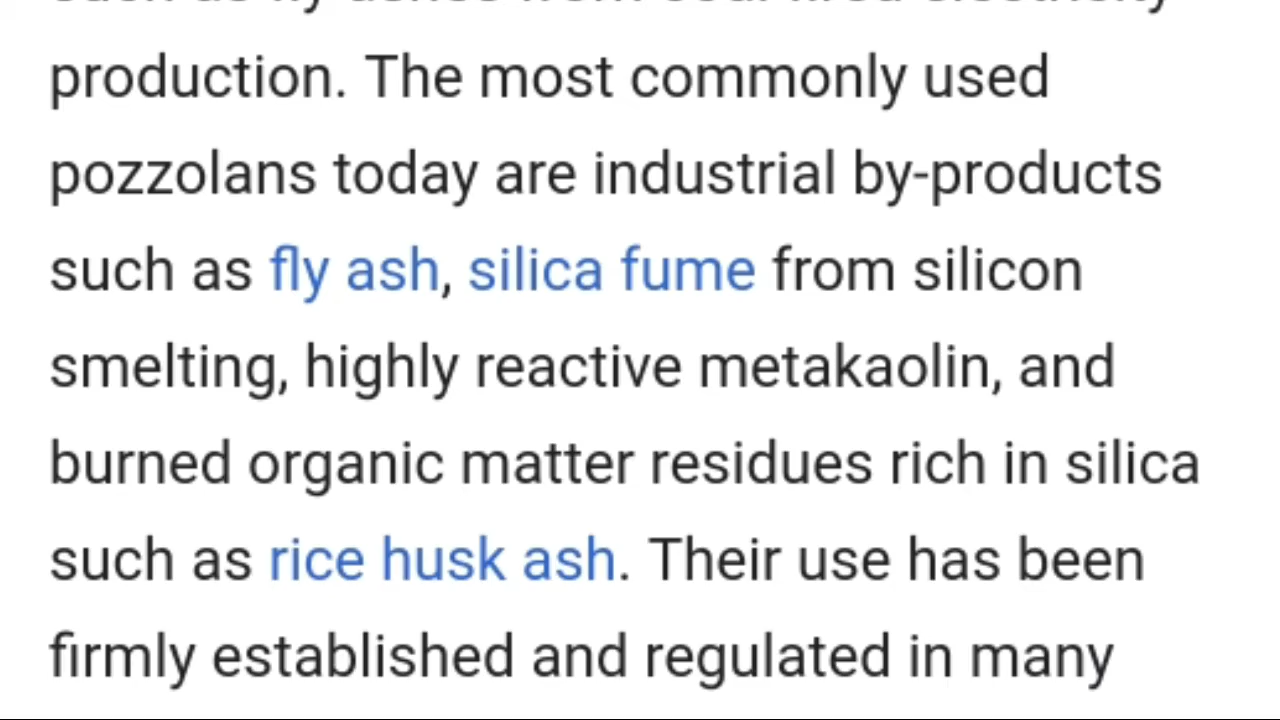 production. The most commonly used
pozzolans today are industrial by-products
such as fly ash, silica fume from silicon
smelting, highly reactive metakaolin, and
burned organic matter residues rich in silica
such as rice husk ash. Their use has been
firmly established and regulated in many